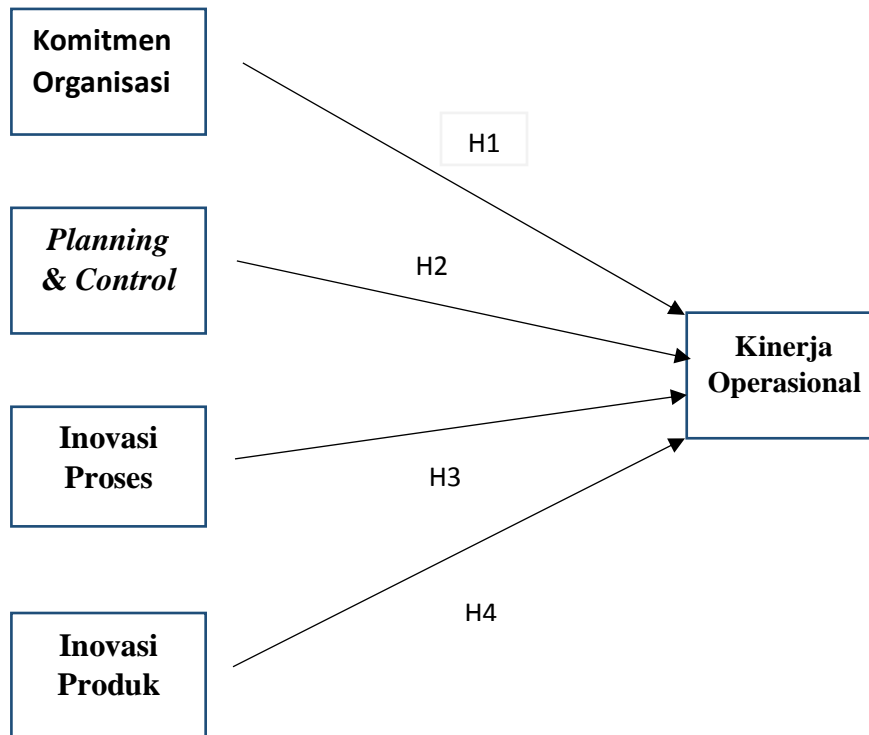 Komitmen
Organisasi
H1
Planning
& Control
H2
Kinerja
Operasional
Inovasi
Proses
H3
H4
Inovasi
Produk